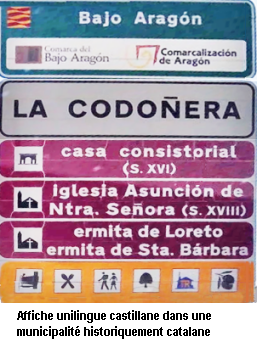 Bajo Aragón
Comarca del
Bajo Aragón
Comarcalización
de Aragón
LA CODOÑERA
casa consistorial
(S. XVI)
iglesia Asunción de
Ntra. Señora (S. XVIII)
ermita de Loreto
ermita de Sta. Bárbara
Affiche unilingue castillane dans une
municipalité historiquement catalane